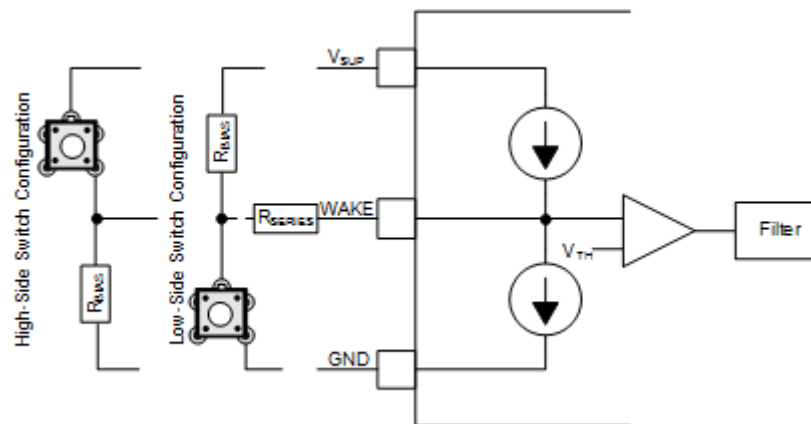 High-Side Switch Configuration
RBIAS
Low-Side Switch Configuration
RBIAS
RSERIES
VSUP
WAKE
GND
VTH
Filter